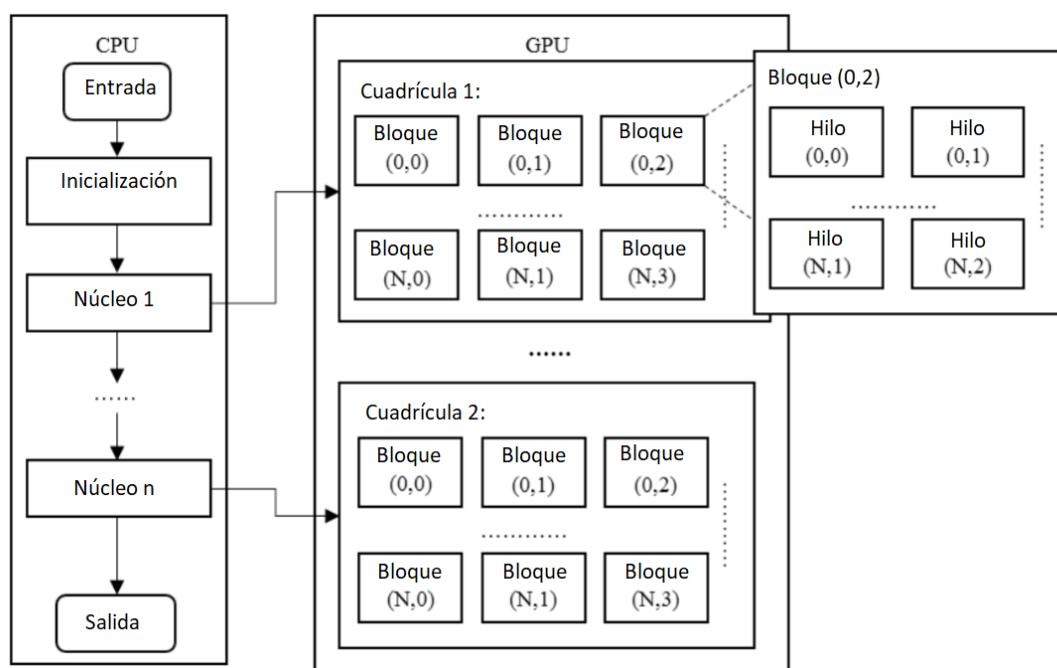 CPU
Entrada
Inicialización
Núcleo 1
......
Núcleo n
Salida
GPU
Cuadrícula 1:
Bloque
(0,0)
Bloque
(0,1)
Bloque
(0,2)
............
Bloque
(N,0)
Bloque
(N,1)
Bloque
(N,3)
......
Cuadrícula 2:
Bloque
(0,0)
Bloque
(0,1)
Bloque
(0,2)
............
Bloque
(N,0)
Bloque
(N,1)
Bloque
(N,3)
Bloque (0,2)
Hilo
(0,0)
Hilo
(0,1)
............
Hilo
(N,1)
Hilo
(N,2)